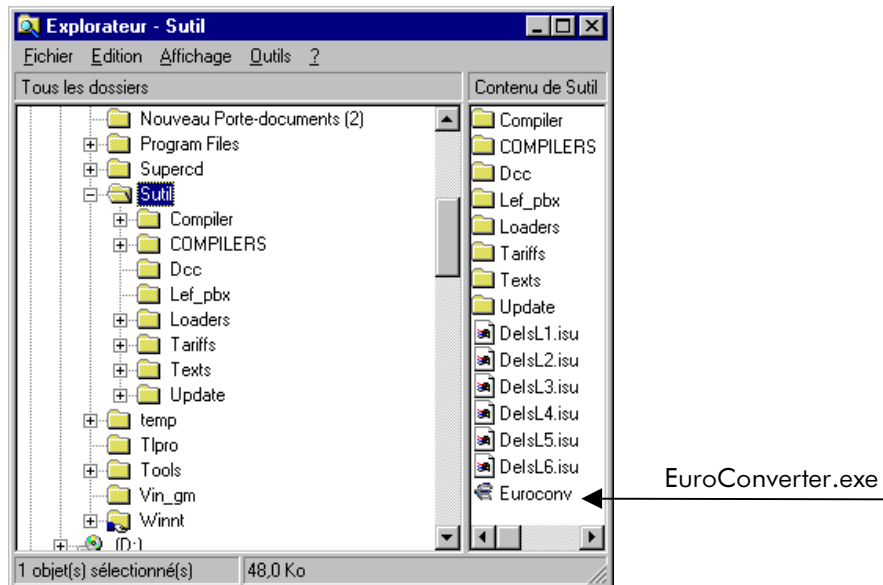 Explorateur - Sutil
Fichier Edition Affichage Outils ?
Tous les dossiers
Contenu de Sutil
Nouveau Porte-documents (2)
Program Files
Supercd
Sutil
Compiler
COMPILERS
Dcc
Lef_pbx
Loaders
Tariffs
Texts
Update
temp
TIpro
Tools
Vin_gm
Winnt
(D:)
Compiler
COMPILERS
Dcc
Lef_pbx
Loaders
Tariffs
Texts
Update
DelsL1.isu
DelsL2.isu
DelsL3.isu
DelsL4.isu
DelsL5.isu
DelsL6.isu
Euroconv
EuroConverter.exe
1 objet(s) sélectionné(s)
48,0 Ko